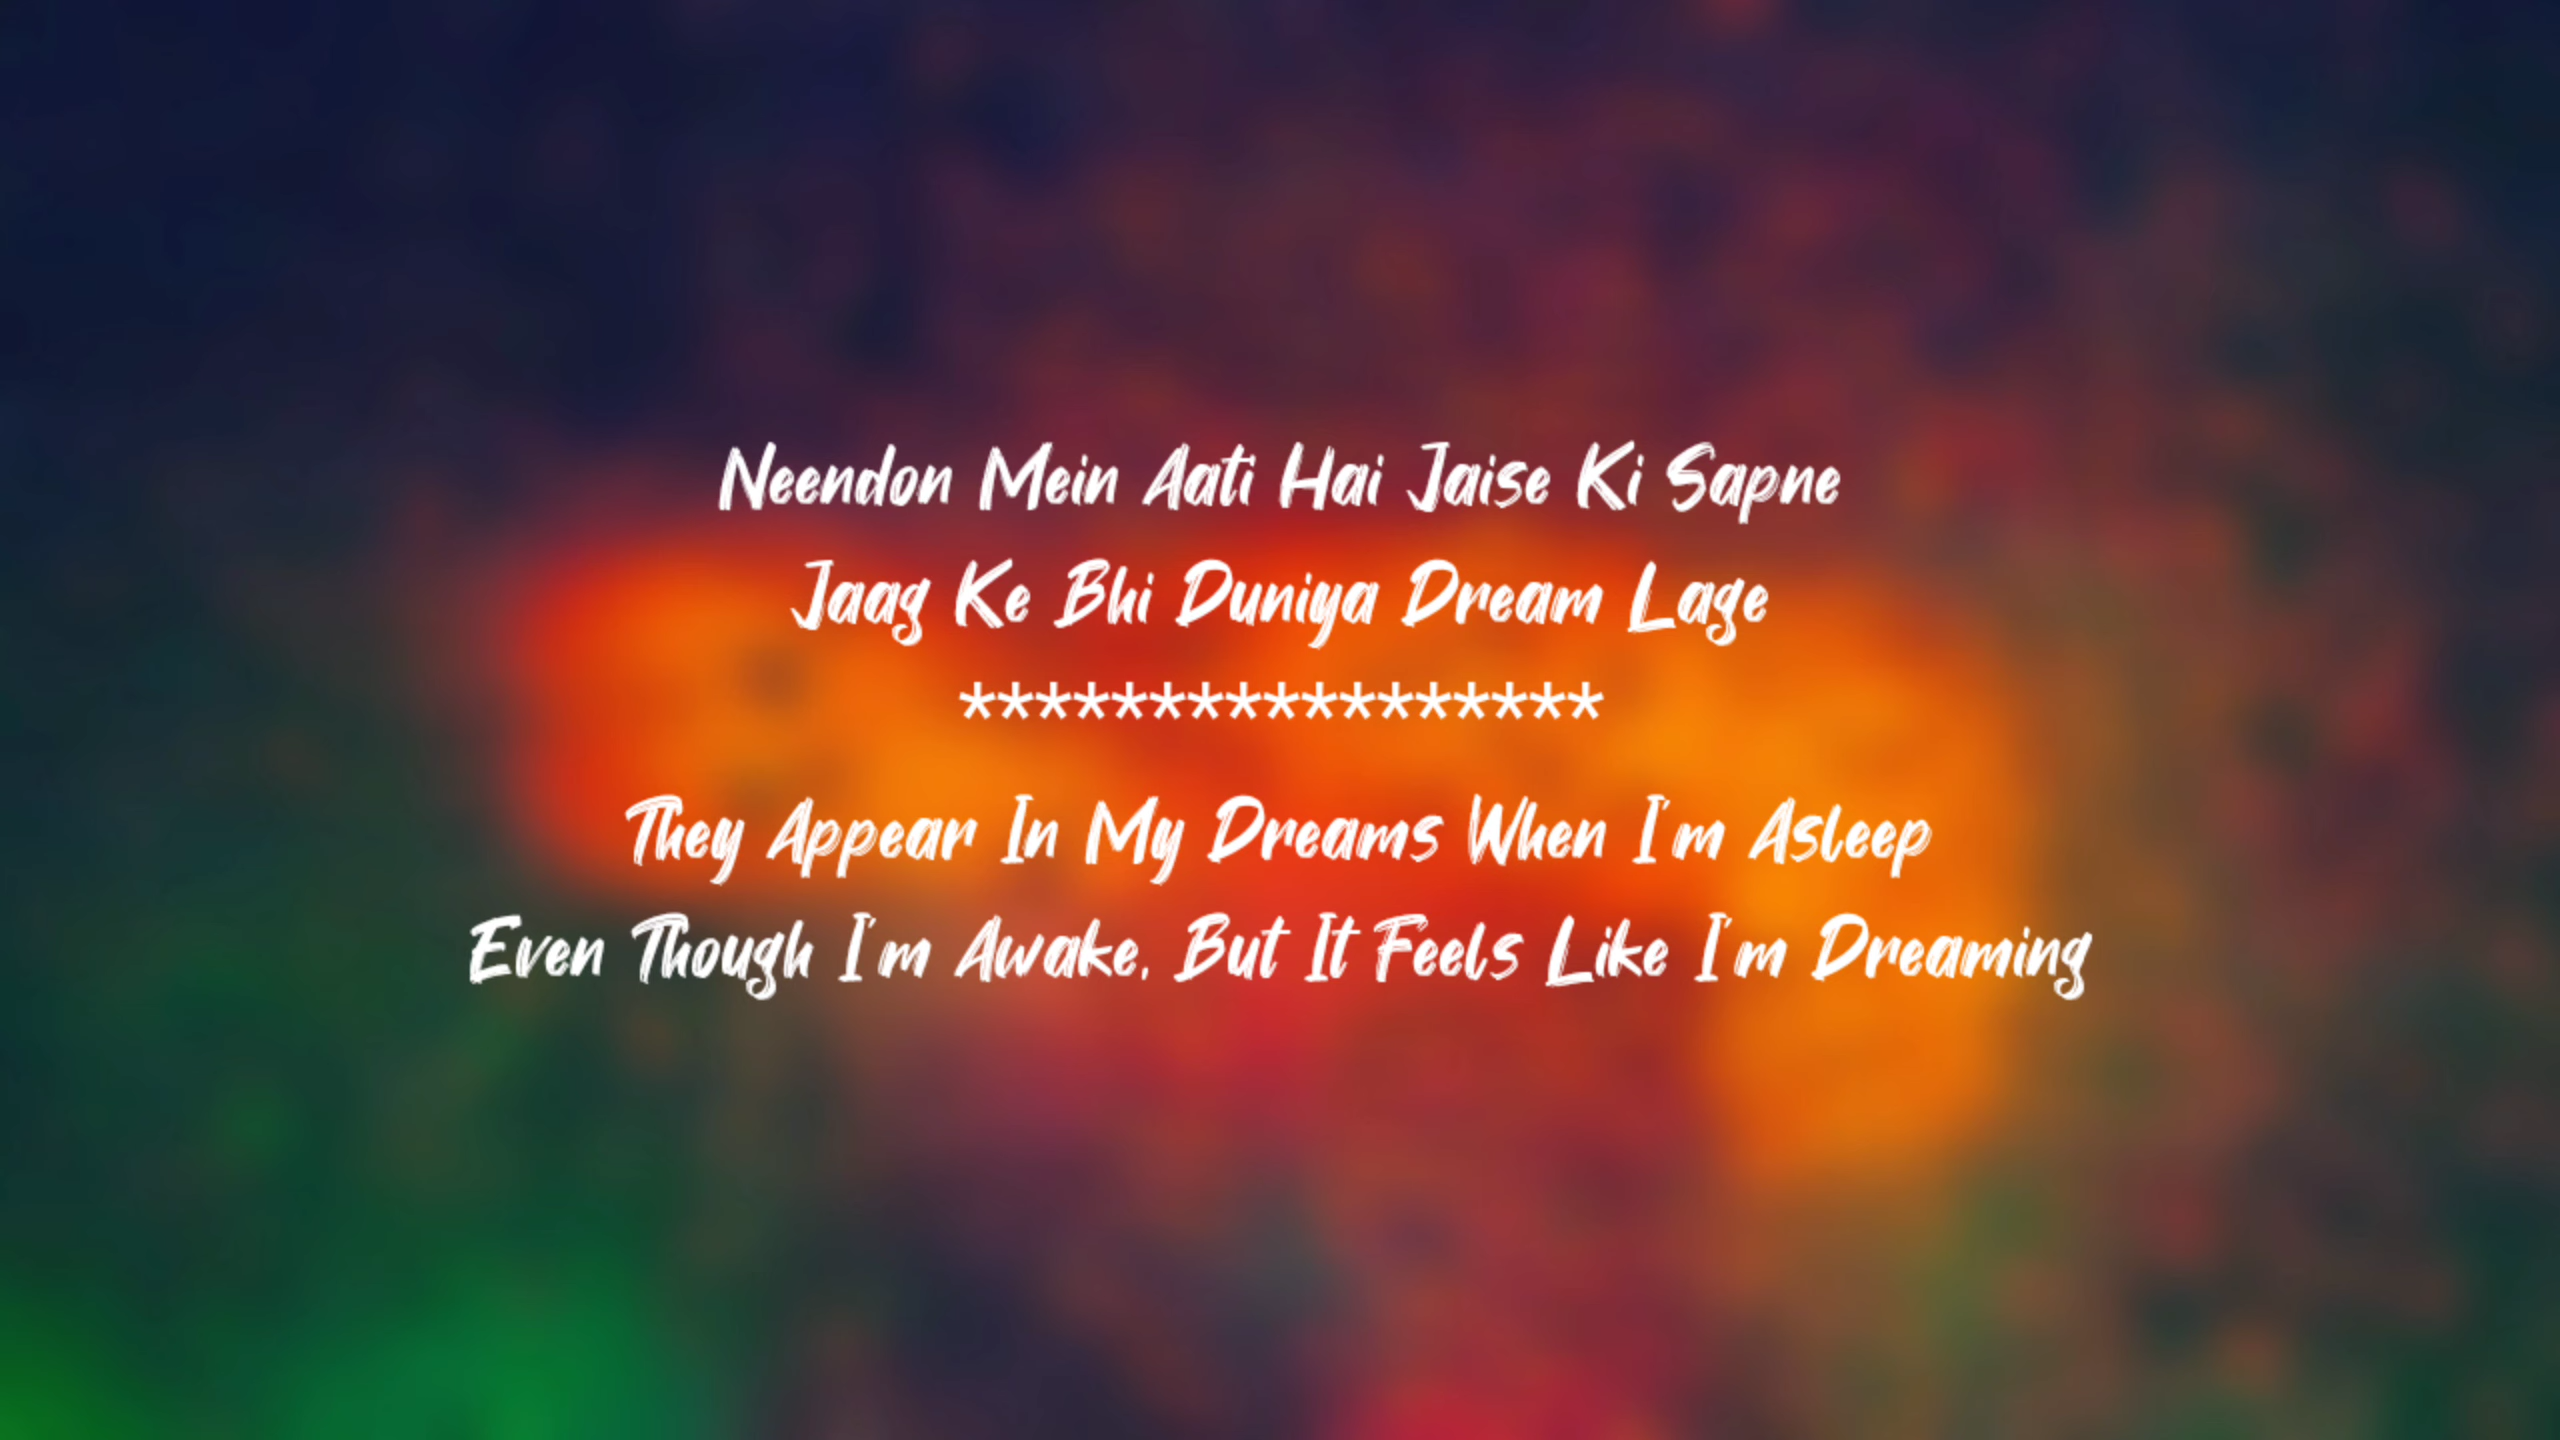 Neendon Mein Aati Hai Jaise Ki Sapne
Jaag Ke Bhi Duniya Dream Lage
*****************
They Appear In My Dreams When I'm Asleep
Even Though I'm Awake, But It Feels Like I'm Dreaming